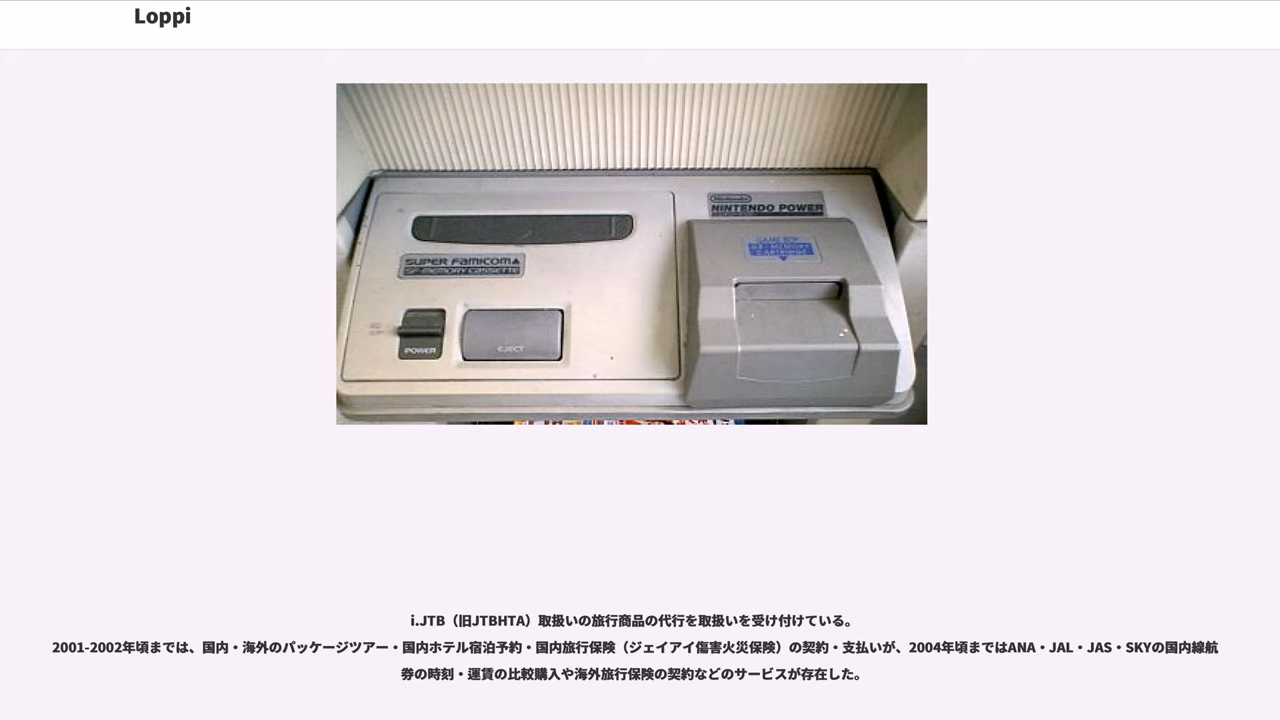 Loppi
NINTENDO POWER
SUPER FAMICOM
SF-MEMORY CASSETTE
GAME BOY
GB-MEMORY
CARTRIDGE
POWER
EJECT
i.JTB（旧JTBHTA）取扱いの旅行商品の代行を取扱いを受け付けている。
2001-2002年頃までは、国内・海外のパッケージツアー・国内ホテル宿泊予約・国内旅行保険（ジェイアイ傷害火災保険）の契約・支払いが、2004年頃まではANA・JAL・JAS・SKYの国内線航
券の時刻・運賃の比較購入や海外旅行保険の契約などのサービスが存在した。